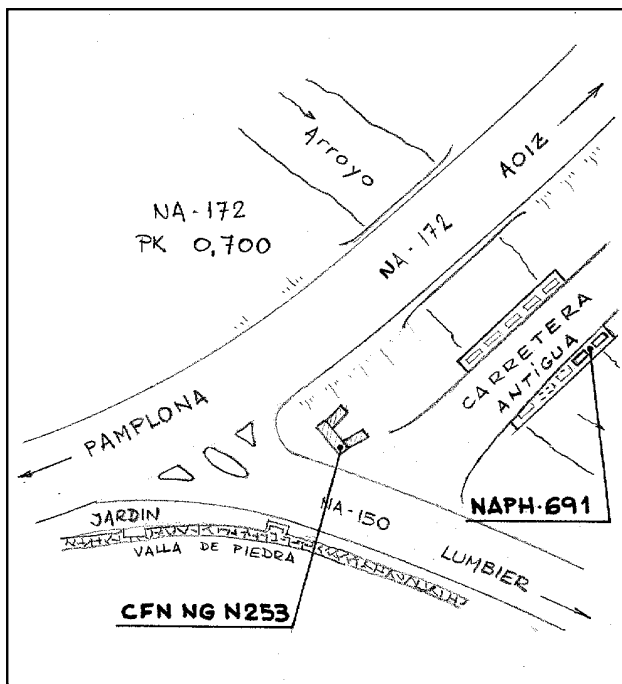 Arroyo
AOIZ
NA-172
PK 0,700
NA-172
CARRETERA
ANTÍGUA
PAMPLONA
NAPH-691
NA-150
JARDIN
VALLA DE PIEDRA
LUMBIER
CFN NG N253